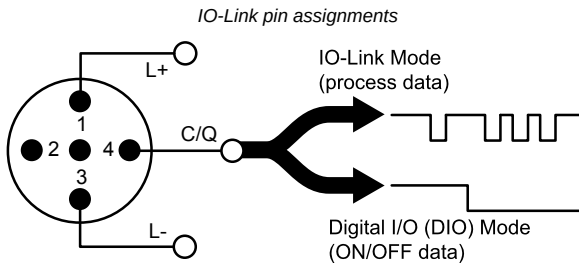 IO-Link pin assignments
L+
IO-Link Mode
(process data)
1
C/Q
2
4
3
L-
Digital I/O (DIO) Mode
(ON/OFF data)